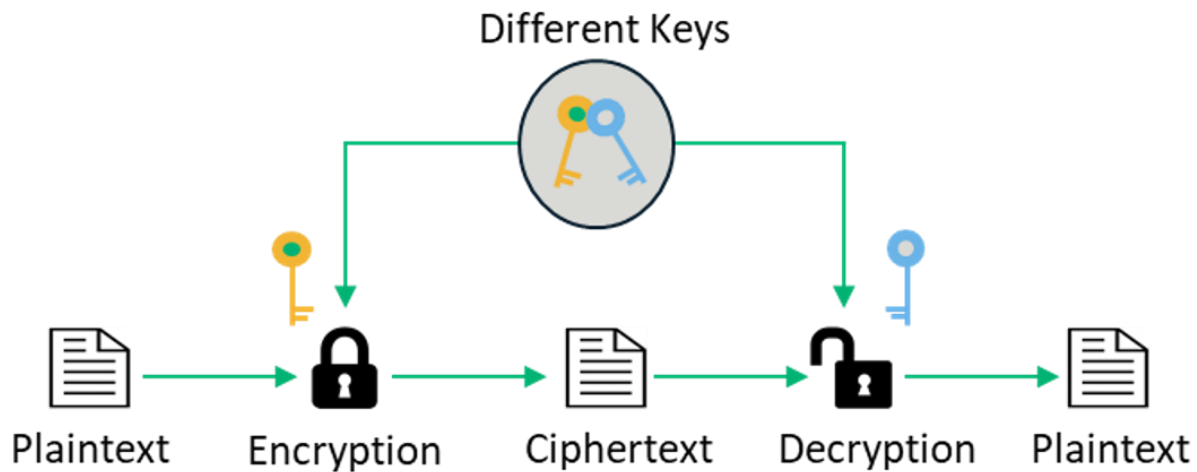 Different Keys
Plaintext
Encryption
Ciphertext
Decryption
Plaintext